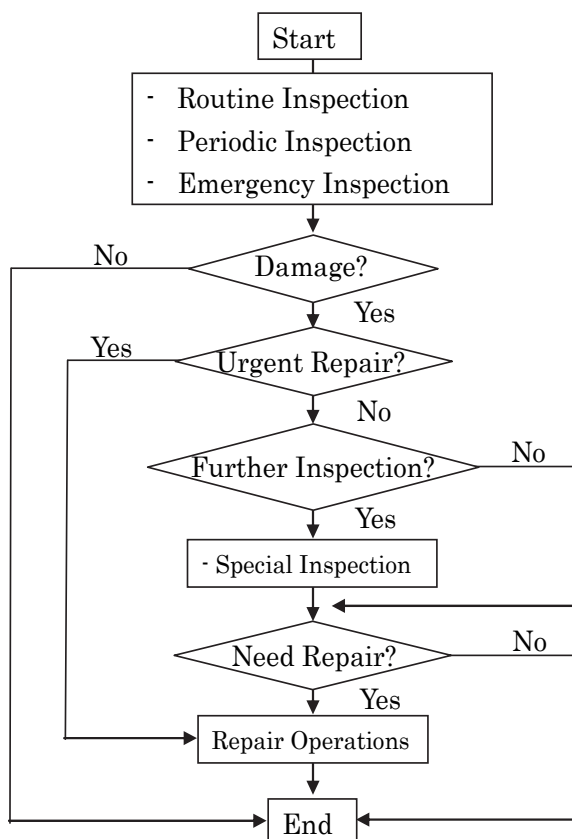 Start
- Routine Inspection
- Periodic Inspection
- Emergency Inspection
No
Damage?
Yes
Yes
Urgent Repair?
No
Further Inspection?
No
Yes
- Special Inspection
Need Repair?
No
Yes
Repair Operations
End